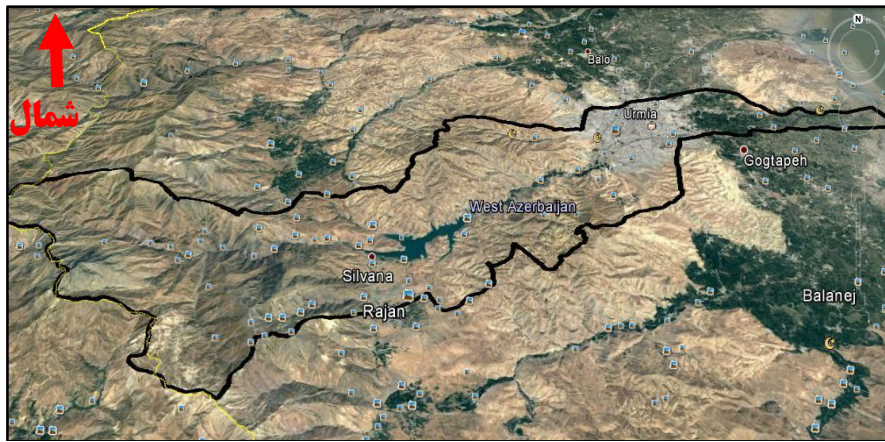 N
شمال
Balo
Urmia
Gogtapeh
West Azerbaijan
Silvana
Rajan
Balanej